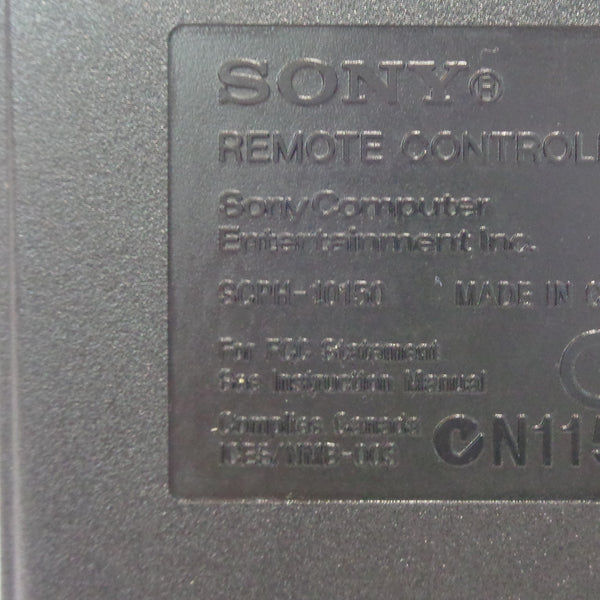 SONY®
REMOTE CONTROL
Sony Computer
Entertainment Inc.
SCPH-10150 MADE IN C
For FCC Statement
See Instruction Manual
Complies Canada
ICES/NMB-003 N115